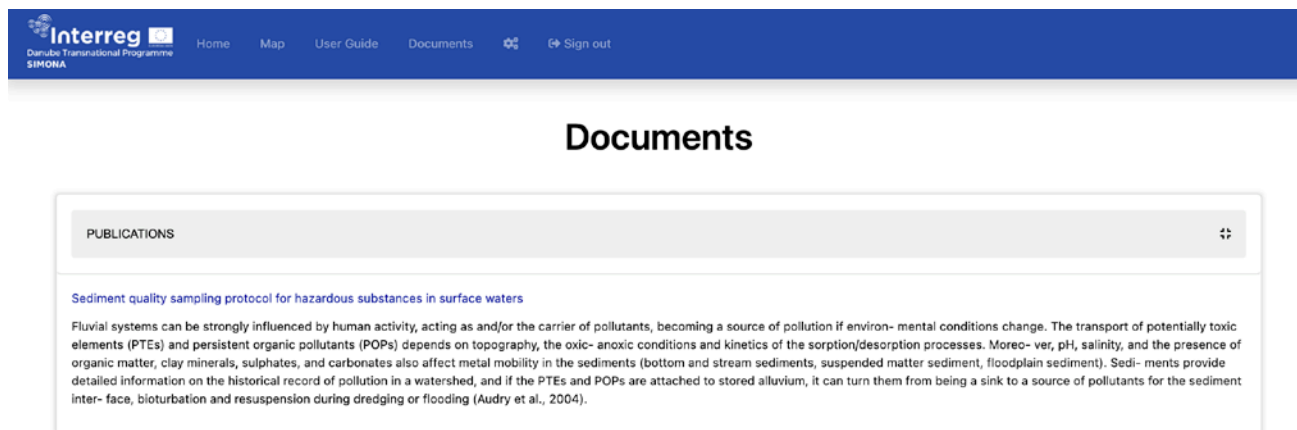 Interreg
Danube Transnational Programme
SIMONA
Home Map User Guide Documents Sign out
Documents
PUBLICATIONS
Sediment quality sampling protocol for hazardous substances in surface waters
Fluvial systems can be strongly influenced by human activity, acting as and/or the carrier of pollutants, becoming a source of pollution if environ- mental conditions change. The transport of potentially toxic
elements (PTEs) and persistent organic pollutants (POPs) depends on topography, the oxic- anoxic conditions and kinetics of the sorption/desorption processes. Moreo- ver, pH, salinity, and the presence of
organic matter, clay minerals, sulphates, and carbonates also affect metal mobility in the sediments (bottom and stream sediments, suspended matter sediment, floodplain sediment). Sedi- ments provide
detailed information on the historical record of pollution in a watershed, and if the PTEs and POPs are attached to stored alluvium, it can turn them from being a sink to a source of pollutants for the sediment
inter- face, bioturbation and resuspension during dredging or flooding (Audry et al., 2004).